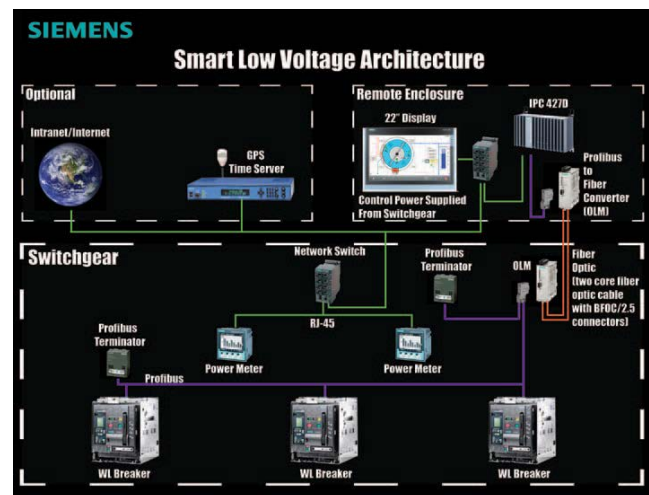 SIEMENS
Smart Low Voltage Architecture
Optional
Intranet/Internet
GPS
Time Server
Remote Enclosure
22" Display
IPC 427D
Control Power Supplied
From Switchgear
Profibus
to
Fiber
Converter
(OLM)
Switchgear
Network Switch
RJ-45
Power Meter
Power Meter
Profibus
Terminator
OLM
Fiber
Optic
(two core fiber
optic cable
with BFOC/2.5
connectors)
Profibus
Terminator
Profibus
WL Breaker
WL Breaker
WL Breaker